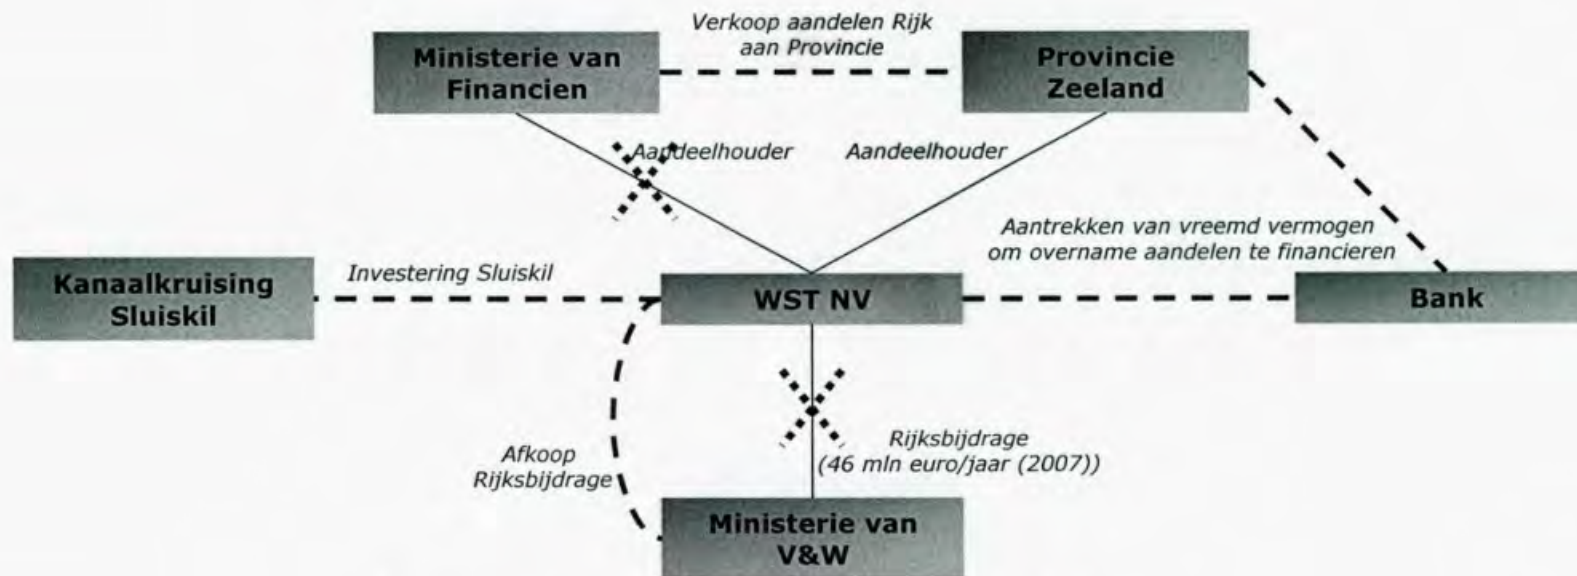 Verkoop aandelen Rijk
aan Provincie
Ministerie van
Financien
Provincie
Zeeland
Aandeelhouder
Aandeelhouder
Aantrekken van vreemd vermogen
om overname aandelen te financieren
Kanaalkruising
Sluiskil
Investering Sluiskil
WST NV
Bank
Afkoop
Rijksbijdrage
Rijksbijdrage
(46 mln euro/jaar (2007))
Ministerie van
V&W